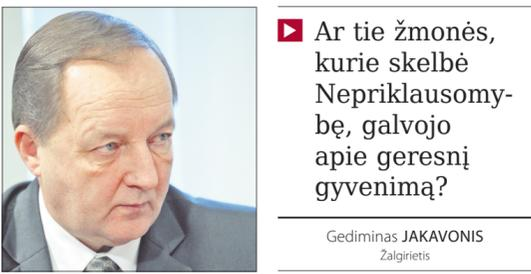 Ar tie žmonės,
kurie skelbė
Nepriklausomy-
bę, galvojo
apie geresnį
gyvenimą?
Gediminas JAKAVONIS
Žalgirietis